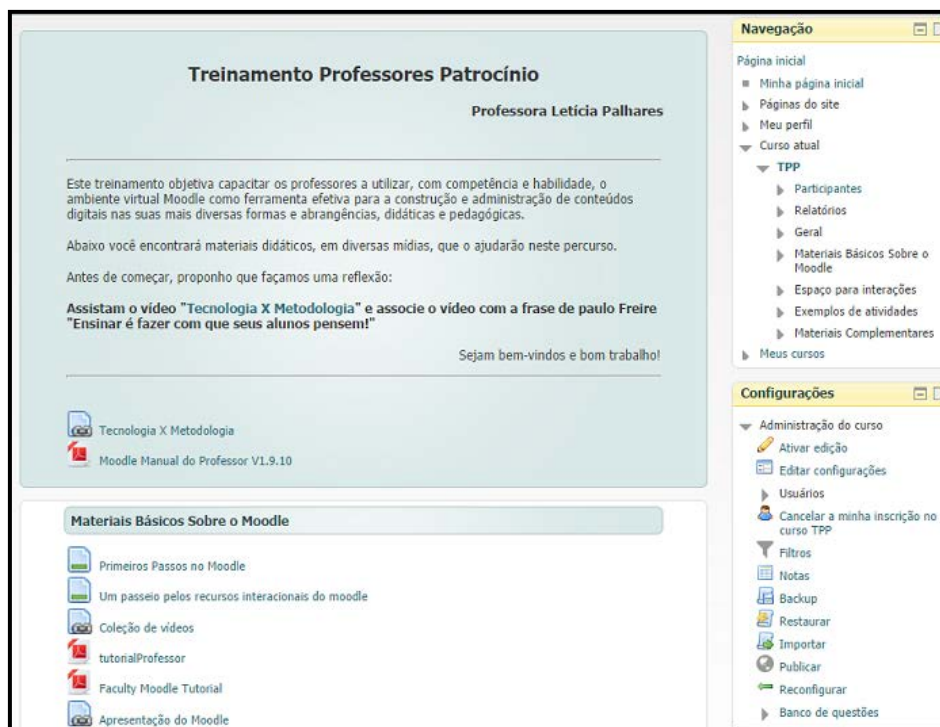 Treinamento Professores Patrocínio
Professora Letícia Palhares
Este treinamento objetiva capacitar os professores a utilizar, com competência e habilidade, o
ambiente virtual Moodle como ferramenta efetiva para a construção e administração de conteúdos
digitais nas suas mais diversas formas e abrangências, didáticas e pedagógicas.
Abaixo você encontrará materiais didáticos, em diversas mídias, que o ajudarão neste percurso.
Antes de começar, proponho que façamos uma reflexão:
Assistam o vídeo "Tecnologia X Metodologia" e associe o vídeo com a frase de paulo Freire
"Ensinar é fazer com que seus alunos pensem!"
Sejam bem-vindos e bom trabalho!
Tecnologia X Metodologia
Moodle Manual do Professor V1.9.10
Materiais Básicos Sobre o Moodle
Primeiros Passos no Moodle
Um passeio pelos recursos interacionais do moodle
Coleção de vídeos
tutorialProfessor
Faculty Moodle Tutorial
Apresentação do Moodle
Navegação
Página inicial
Minha página inicial
Páginas do site
Meu perfil
Curso atual
TPP
Participantes
Relatórios
Geral
Materiais Básicos Sobre o
Moodle
Espaço para interações
Exemplos de atividades
Materiais Complementares
Meus cursos
Configurações
Administração do curso
Ativar edição
Editar configurações
Usuários
Cancelar a minha inscrição no
curso TPP
Filtros
Notas
Backup
Restaurar
Importar
Publicar
Reconfigurar
Banco de questões